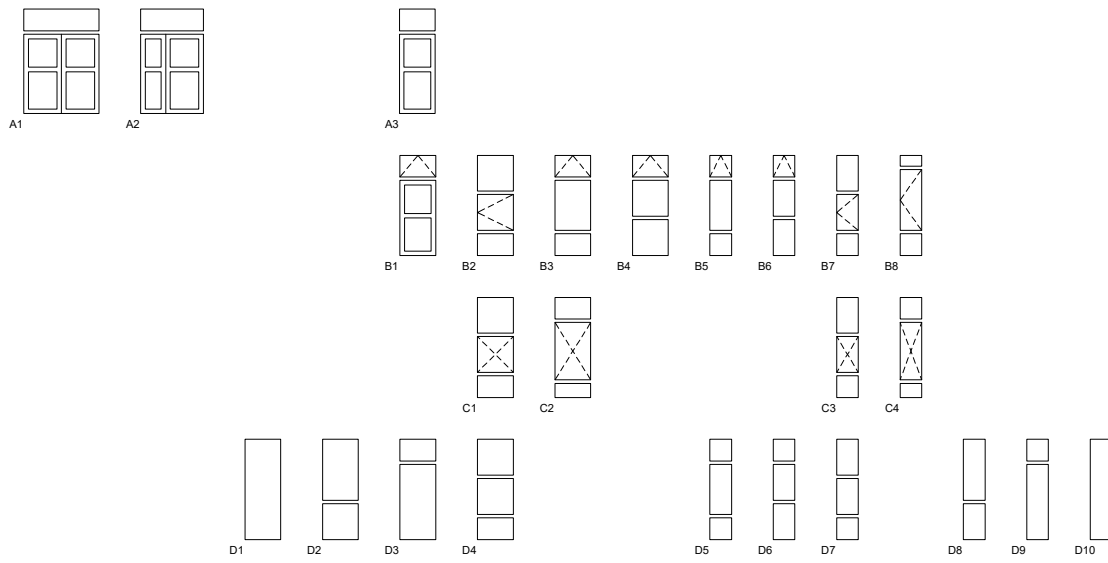 A1 A2 A3
B1 B2 B3 B4 B5 B6 B7 B8
C1 C2 C3 C4
D1 D2 D3 D4 D5 D6 D7 D8 D9 D10